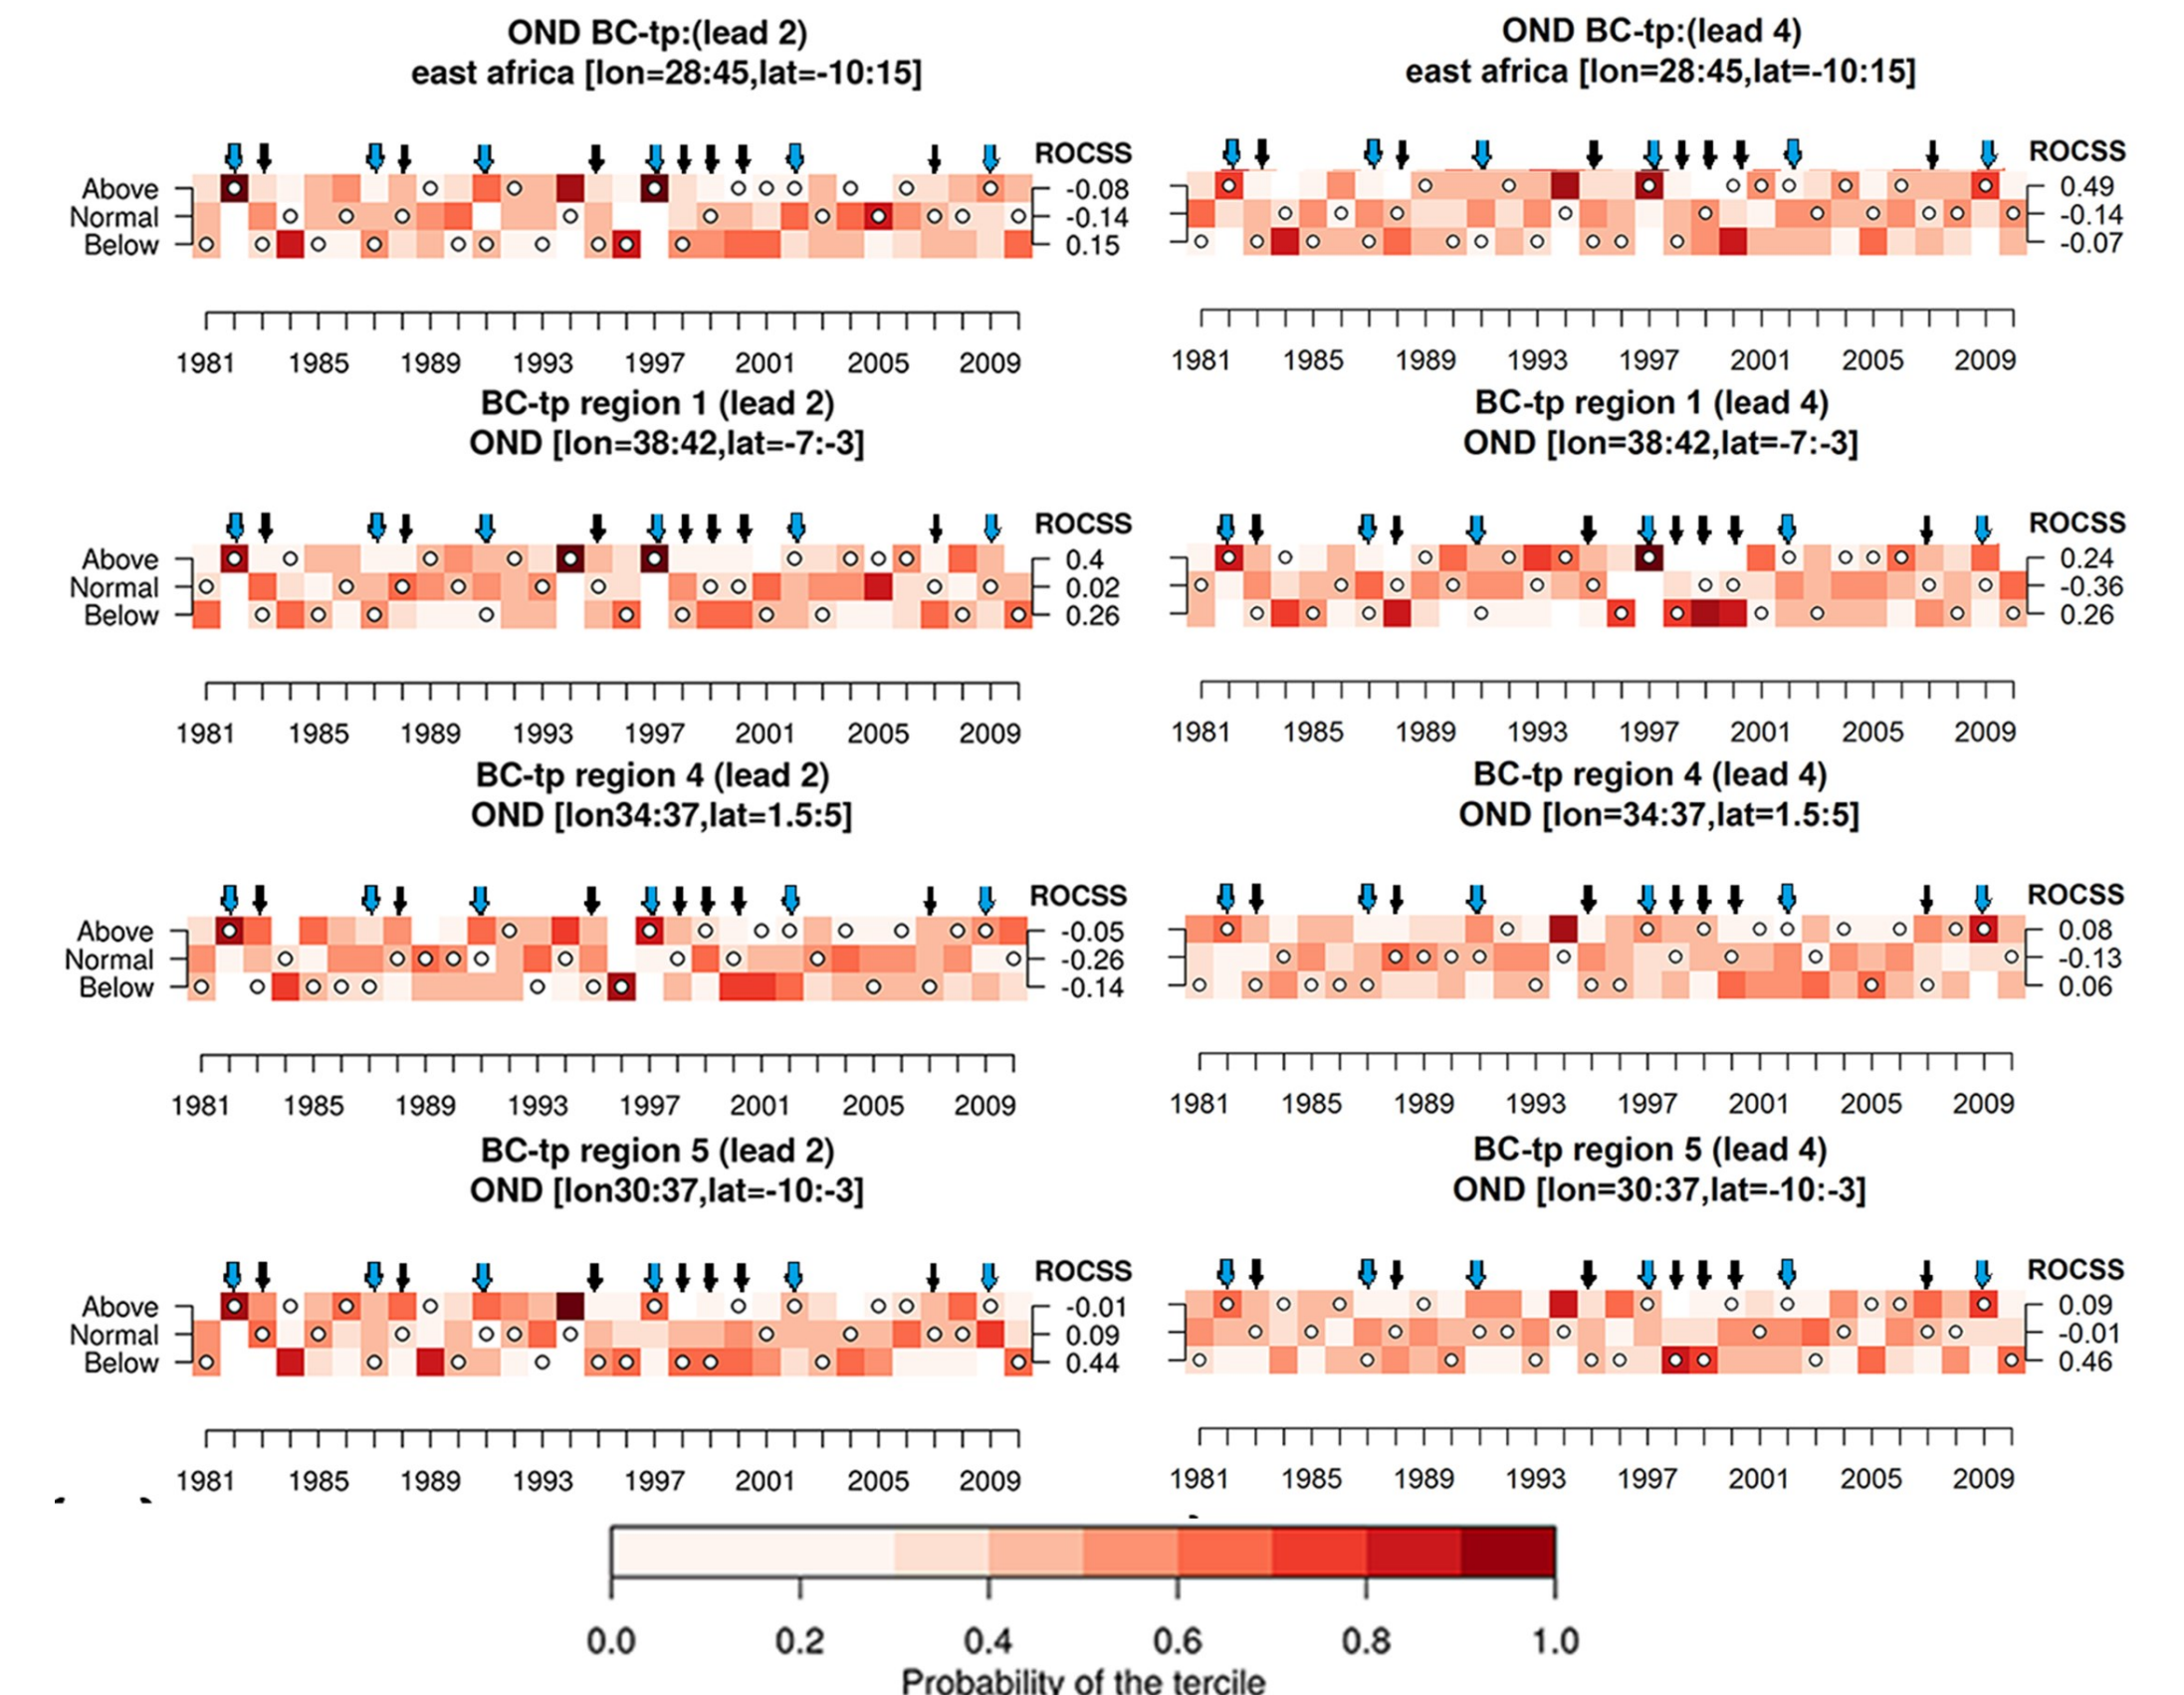 OND BC-tp:(lead 2)
east africa [lon=28:45,lat=-10:15]
ROCSS
Above -0.08
Normal -0.14
Below 0.15
1981 1985 1989 1993 1997 2001 2005 2009
OND BC-tp:(lead 4)
east africa [lon=28:45,lat=-10:15]
ROCSS
0.49
-0.14
-0.07
1981 1985 1989 1993 1997 2001 2005 2009
BC-tp region 1 (lead 2)
OND [lon=38:42,lat=-7:-3]
ROCSS
Above 0.4
Normal 0.02
Below 0.26
1981 1985 1989 1993 1997 2001 2005 2009
BC-tp region 1 (lead 4)
OND [lon=38:42,lat=-7:-3]
ROCSS
0.24
-0.36
0.26
1981 1985 1989 1993 1997 2001 2005 2009
BC-tp region 4 (lead 2)
OND [lon34:37,lat=1.5:5]
ROCSS
Above -0.05
Normal -0.26
Below -0.14
1981 1985 1989 1993 1997 2001 2005 2009
BC-tp region 4 (lead 4)
OND [lon=34:37,lat=1.5:5]
ROCSS
0.08
-0.13
0.06
1981 1985 1989 1993 1997 2001 2005 2009
BC-tp region 5 (lead 2)
OND [lon30:37,lat=-10:-3]
ROCSS
Above -0.01
Normal 0.09
Below 0.44
1981 1985 1989 1993 1997 2001 2005 2009
BC-tp region 5 (lead 4)
OND [lon=30:37,lat=-10:-3]
ROCSS
0.09
-0.01
0.46
1981 1985 1989 1993 1997 2001 2005 2009
0.0 0.2 0.4 0.6 0.8 1.0
Probability of the tercile